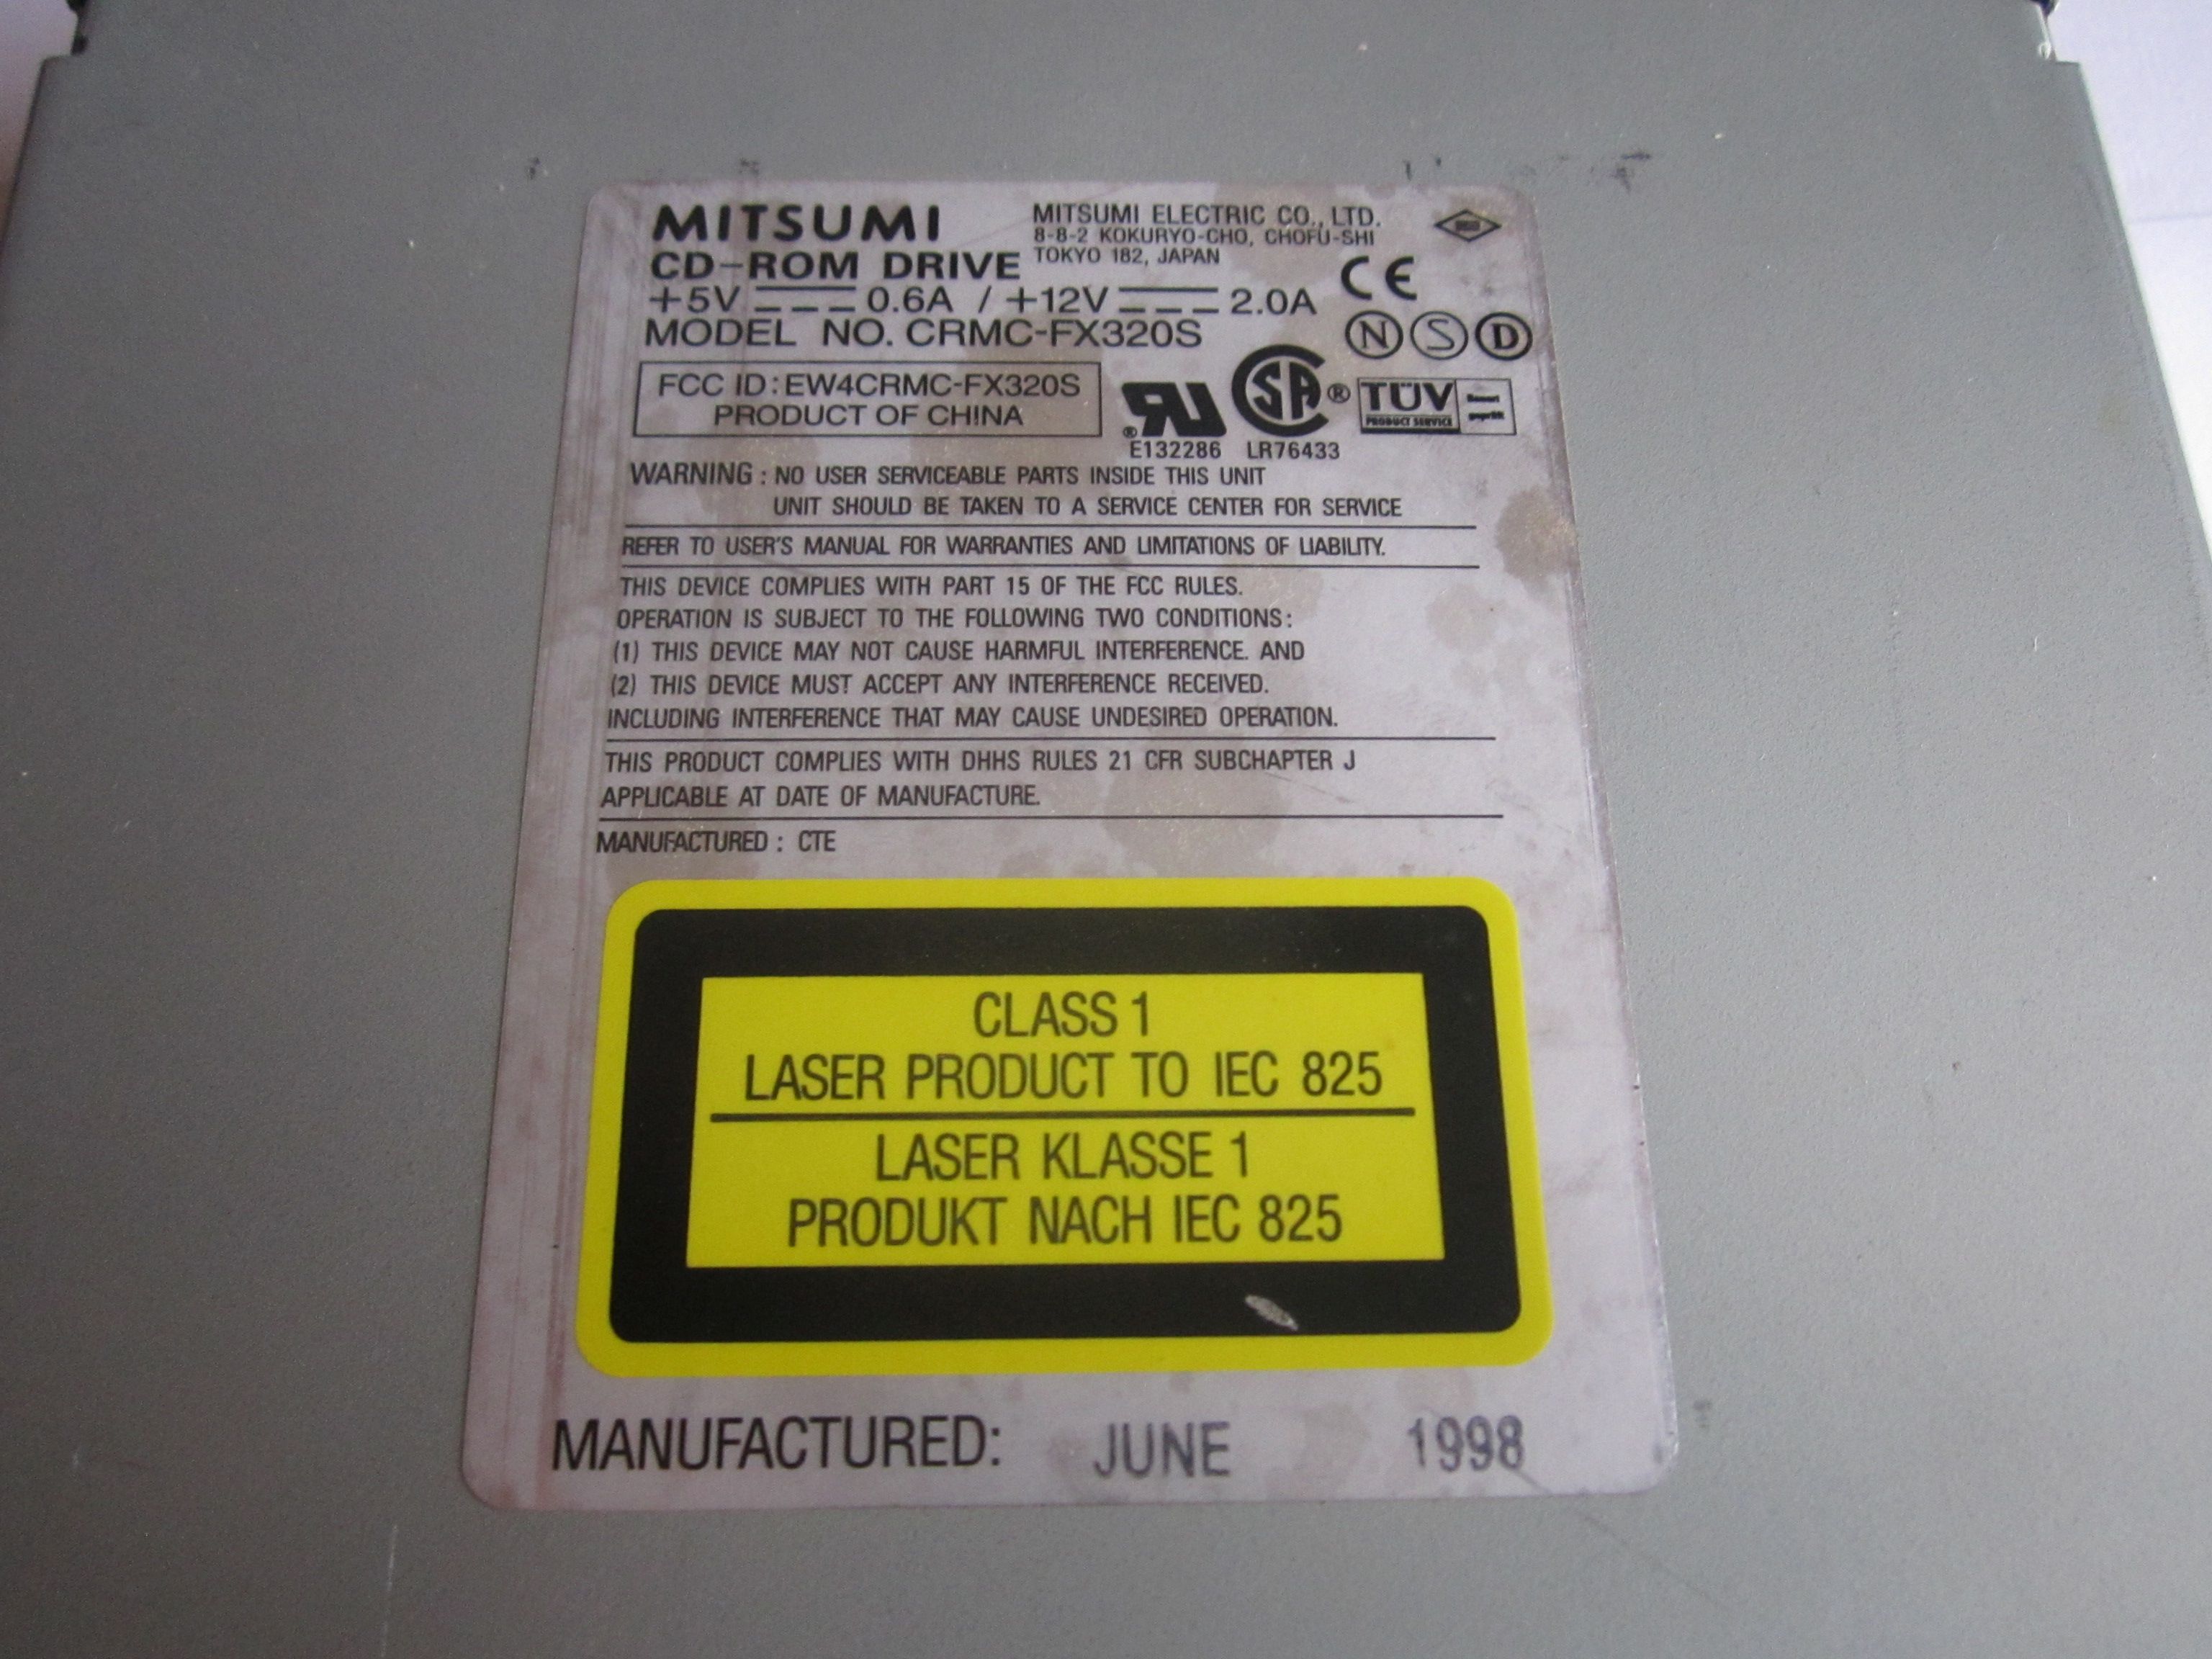 MITSUMI
CD-ROM DRIVE
MITSUMI ELECTRIC CO., LTD.
8-8-2 KOKURYO-CHO, CHOFU-SHI
TOKYO 182, JAPAN
+5V 0.6A / +12V 2.0A
MODEL NO. CRMC-FX320S
CE
N S D
FCC ID: EW4CRMC-FX320S
PRODUCT OF CHINA
RU ®
E132286
SA ®
LR76433
TÜV
PRODUCT SERVICE
WARNING : NO USER SERVICEABLE PARTS INSIDE THIS UNIT
UNIT SHOULD BE TAKEN TO A SERVICE CENTER FOR SERVICE
REFER TO USER'S MANUAL FOR WARRANTIES AND LIMITATIONS OF LIABILITY.
THIS DEVICE COMPLIES WITH PART 15 OF THE FCC RULES.
OPERATION IS SUBJECT TO THE FOLLOWING TWO CONDITIONS:
(1) THIS DEVICE MAY NOT CAUSE HARMFUL INTERFERENCE. AND
(2) THIS DEVICE MUST ACCEPT ANY INTERFERENCE RECEIVED.
INCLUDING INTERFERENCE THAT MAY CAUSE UNDESIRED OPERATION.
THIS PRODUCT COMPLIES WITH DHHS RULES 21 CFR SUBCHAPTER J
APPLICABLE AT DATE OF MANUFACTURE.
MANUFACTURED : CTE
CLASS 1
LASER PRODUCT TO IEC 825
LASER KLASSE 1
PRODUKT NACH IEC 825
MANUFACTURED: JUNE 1998